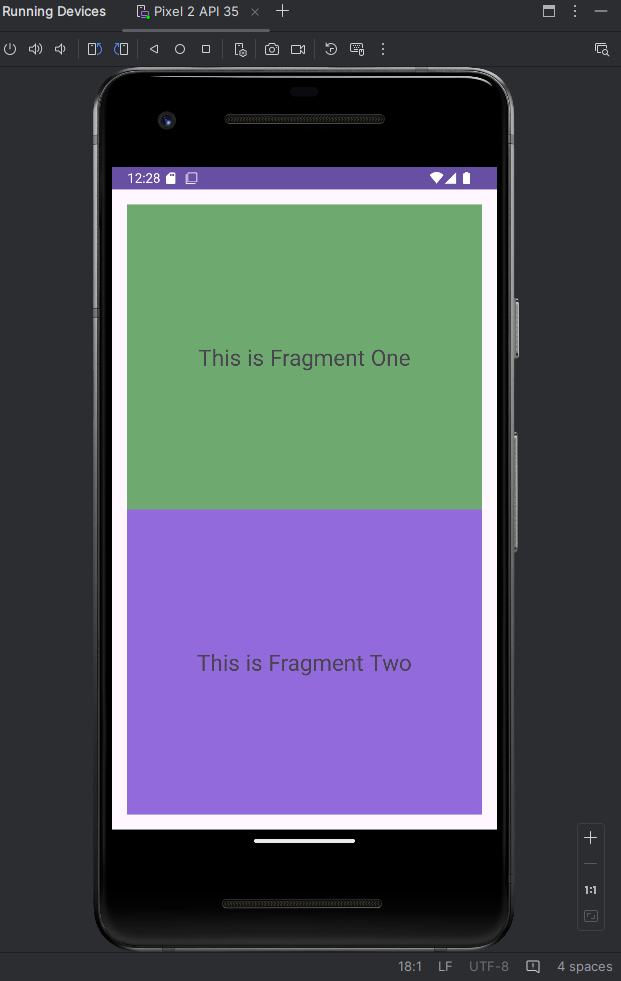 Running Devices
Pixel 2 API 35
12:28
This is Fragment One
This is Fragment Two
1:1
18:1 LF UTF-8 4 spaces